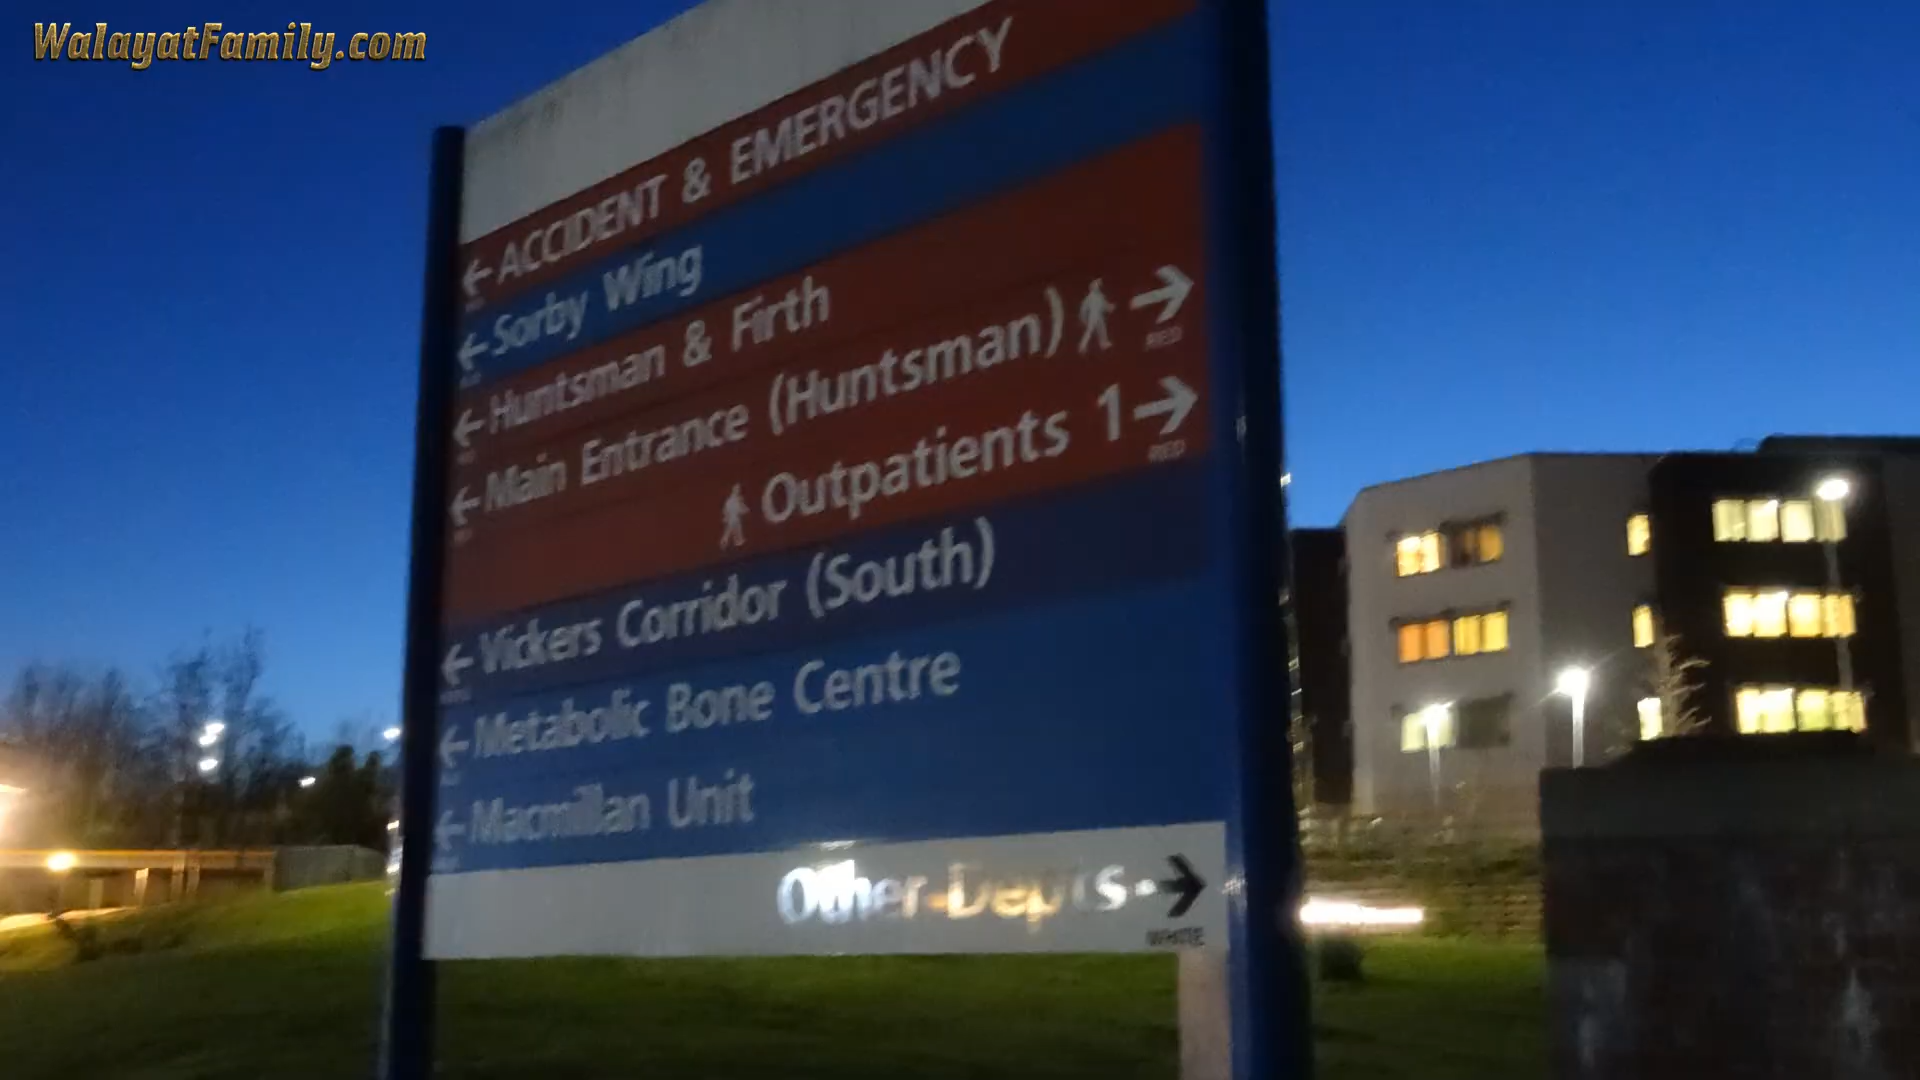 WalayatFamily.com
← ACCIDENT & EMERGENCY
← Sorby Wing
← Huntsman & Firth
← Main Entrance (Huntsman) →
RED
Outpatients 1 →
RED
← Vickers Corridor (South)
← Metabolic Bone Centre
← Macmillan Unit
Other Depts →
WHITE